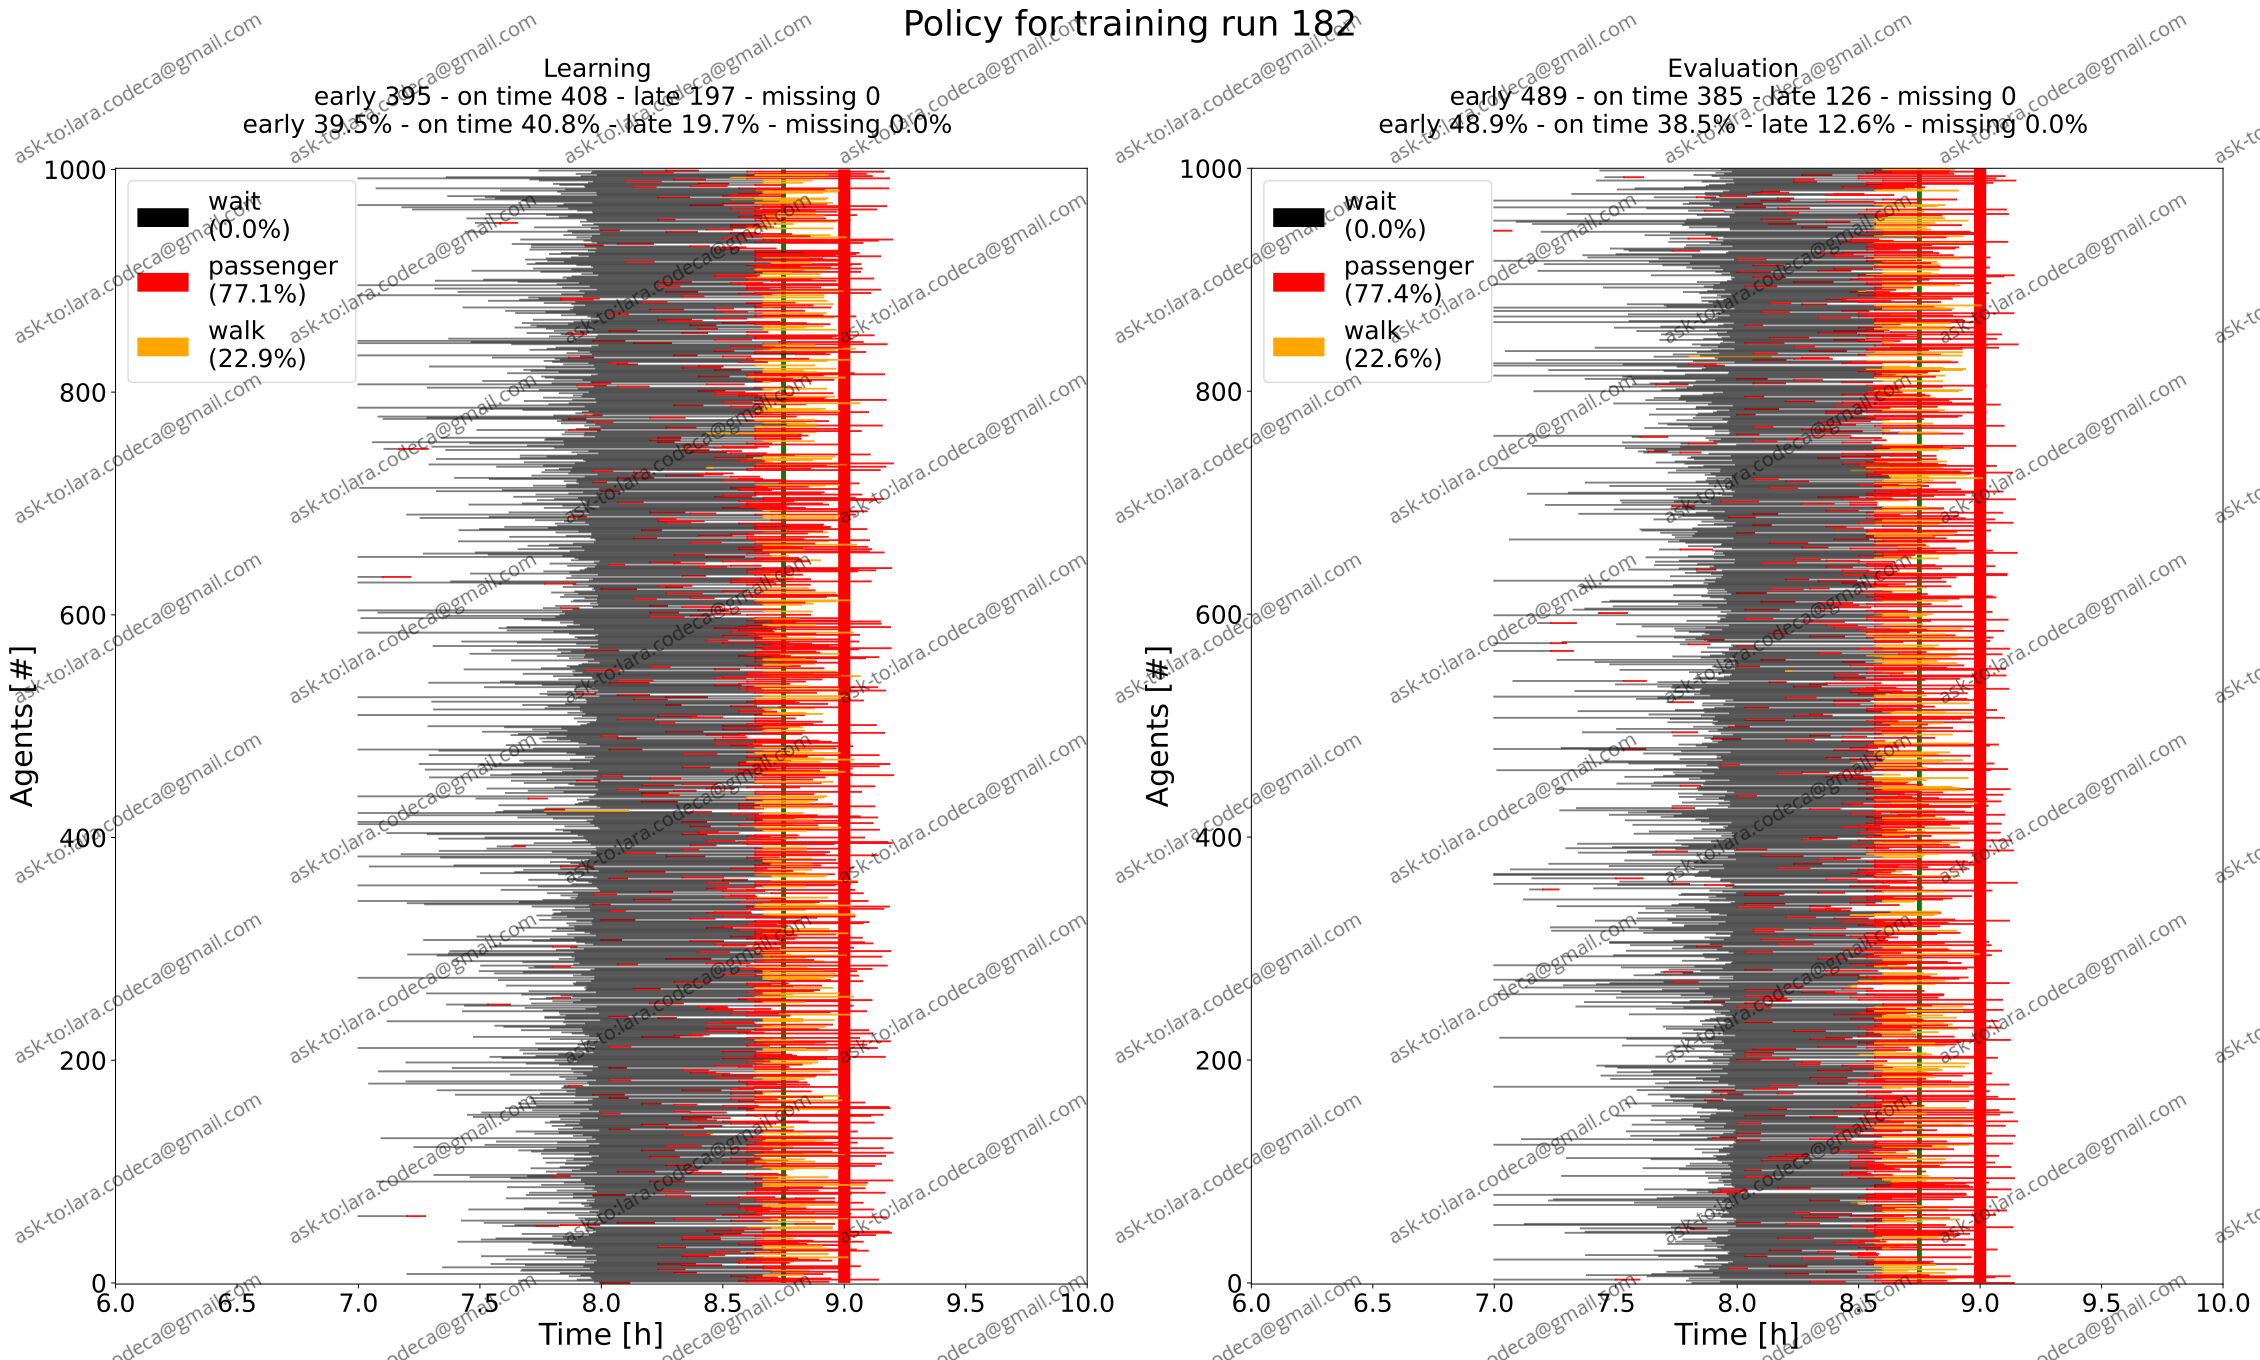 Policy for training run 182
Learning
early 395 - on time 408 - late 197 - missing 0
early 39.5% - on time 40.8% - late 19.7% - missing 0.0%
1000
800
600
400
200
0
Agents [#]
wait
(0.0%)
passenger
(77.1%)
walk
(22.9%)
6.0 6.5 7.0 7.5 8.0 8.5 9.0 9.5 10.0
Time [h]
Evaluation
early 489 - on time 385 - late 126 - missing 0
early 48.9% - on time 38.5% - late 12.6% - missing 0.0%
1000
800
600
400
200
0
Agents [#]
wait
(0.0%)
passenger
(77.4%)
walk
(22.6%)
6.0 6.5 7.0 7.5 8.0 8.5 9.0 9.5 10.0
Time [h]
ask-to:lara.codeca@gmail.com